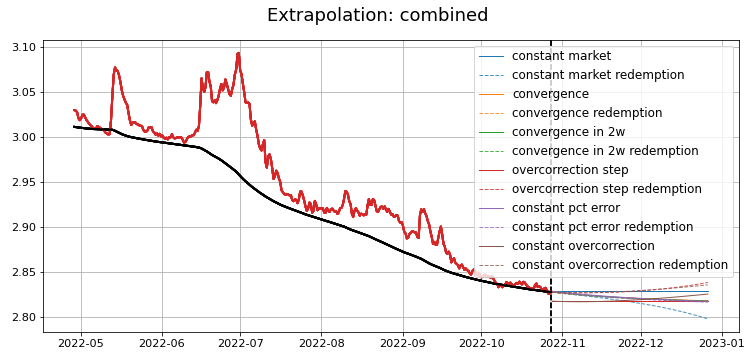 Extrapolation: combined
3.10
3.05
3.00
2.95
2.90
2.85
2.80
constant market
constant market redemption
convergence
convergence redemption
convergence in 2w
convergence in 2w redemption
overcorrection step
overcorrection step redemption
constant pct error
constant pct error redemption
constant overcorrection
constant overcorrection redemption
2022-05 2022-06 2022-07 2022-08 2022-09 2022-10 2022-11 2022-12 2023-01